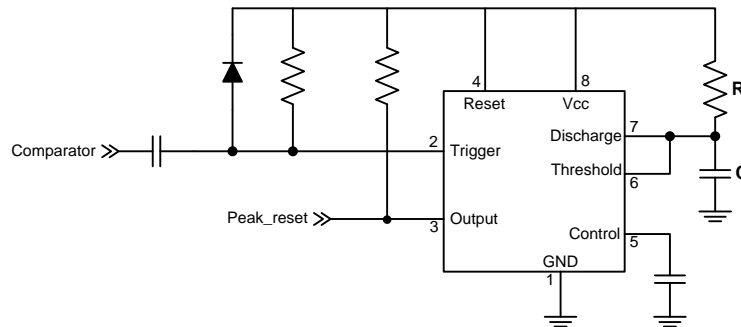 4
8
R
Reset
Vcc
7
Discharge
2
Comparator
Trigger
Threshold
6
C
Peak_reset
Output
3
Control
5
GND
1